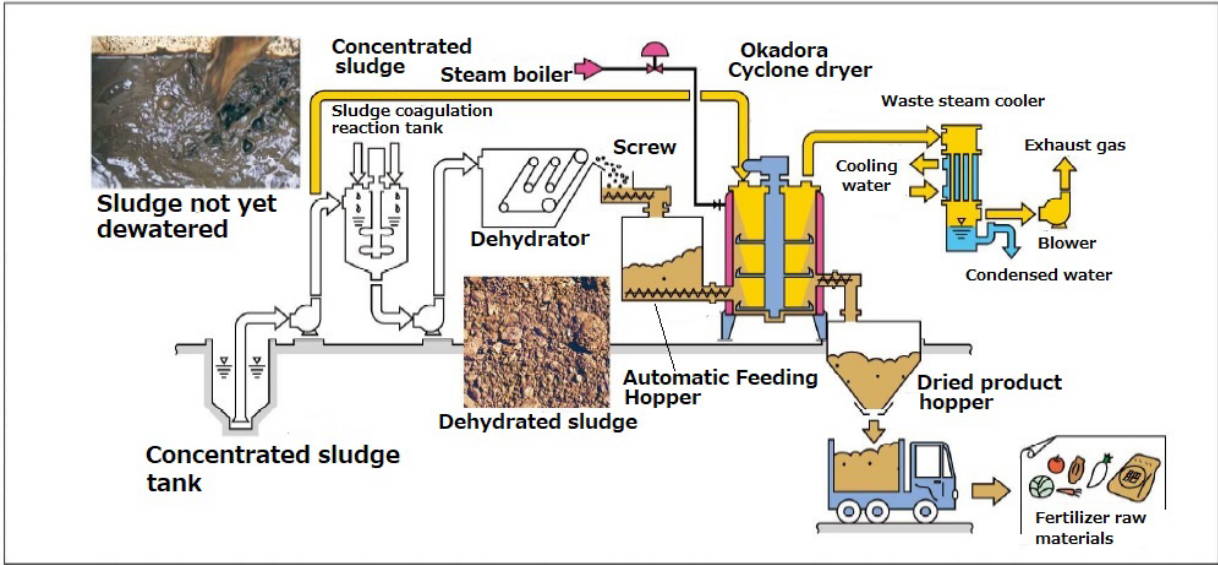 Concentrated
sludge
Steam boiler
Okadora
Cyclone dryer
Waste steam cooler
Sludge coagulation
reaction tank
Screw
Exhaust gas
Cooling
water
Sludge not yet
dewatered
Dehydrator
Blower
Condensed water
Automatic Feeding
Hopper
Dried product
hopper
Dehydrated sludge
Concentrated sludge
tank
肥
Fertilizer raw
materials